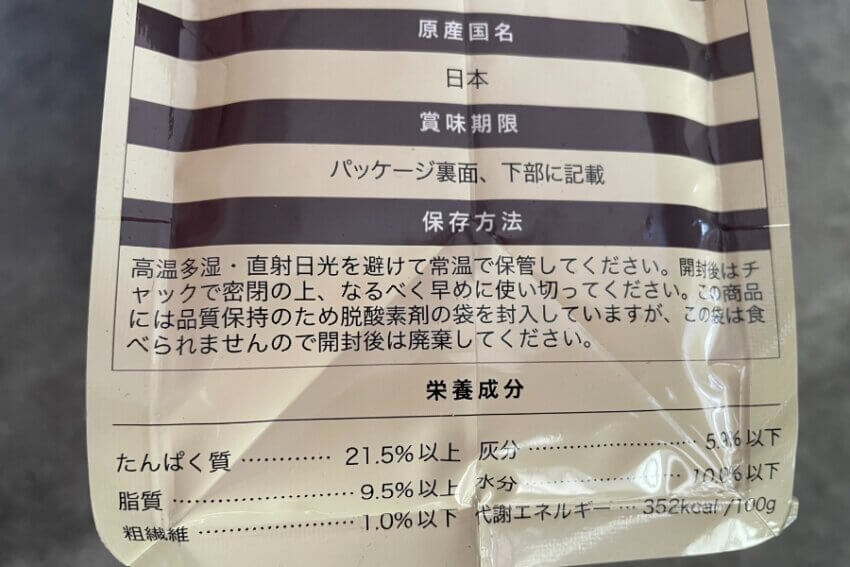 原産国名
日本
賞味期限
パッケージ裏面、下部に記載
保存方法
高温多湿・直射日光を避けて常温で保管してください。開封後はチ
ャックで密閉の上、なるべく早めに使い切ってください。この商品
には品質保持のため脱酸素剤の袋を封入していますが、この袋は食
べられませんので開封後は廃棄してください。
栄養成分
たんぱく質 ············ 21.5%以上 灰分 ························ 5.9%以下
脂質 ························ 9.5%以上 水分 ························ 10.0%以下
粗繊維 ···················· 1.0%以下 代謝エネルギー ··· 352kcal/100g